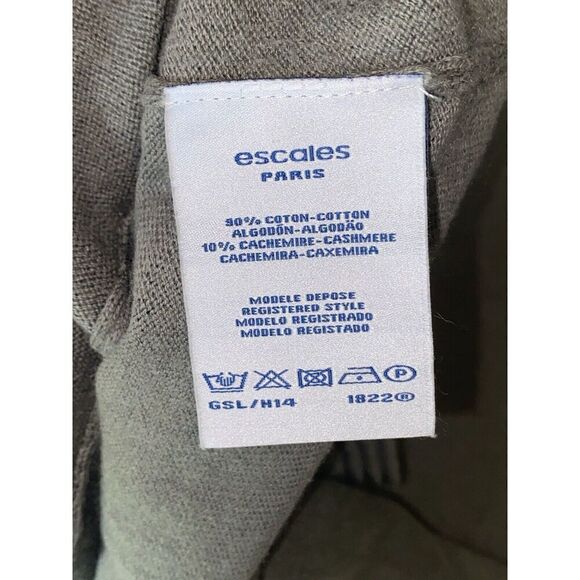 escales
PARIS
90% COTON-COTTON
ALGODÓN-ALGODÃO
10% CACHEMIRE-CASHMERE
CACHEMIRA-CAXEMIRA
MODELE DEPOSE
REGISTERED STYLE
MODELO REGISTRADO
MODELO REGISTADO
P
GSL/H14 1822®